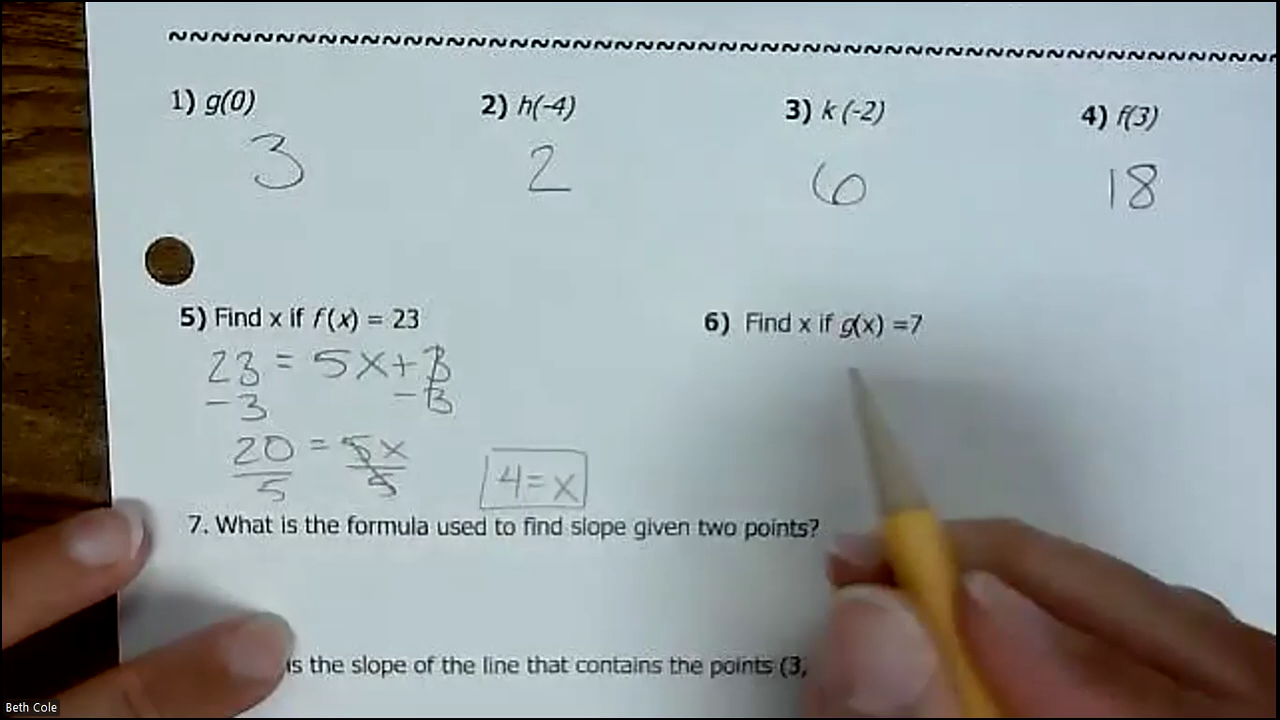 ~~~~~~~~~~~~~~~~~~~~~~~~~~~~~~~~~~~~~~~~~~~~~~~~~~~~~~~~~~~~~~~~~~~~~~~~~~~~
1) g(0) 2) h(-4) 3) k (-2) 4) f(3)
3 2 6 18
5) Find x if f(x) = 23 6) Find x if g(x) =7
23 = 5x+3
-3 -3
20 = 5x
5 5
4=x
7. What is the formula used to find slope given two points?
is the slope of the line that contains the points (3,
Beth Cole